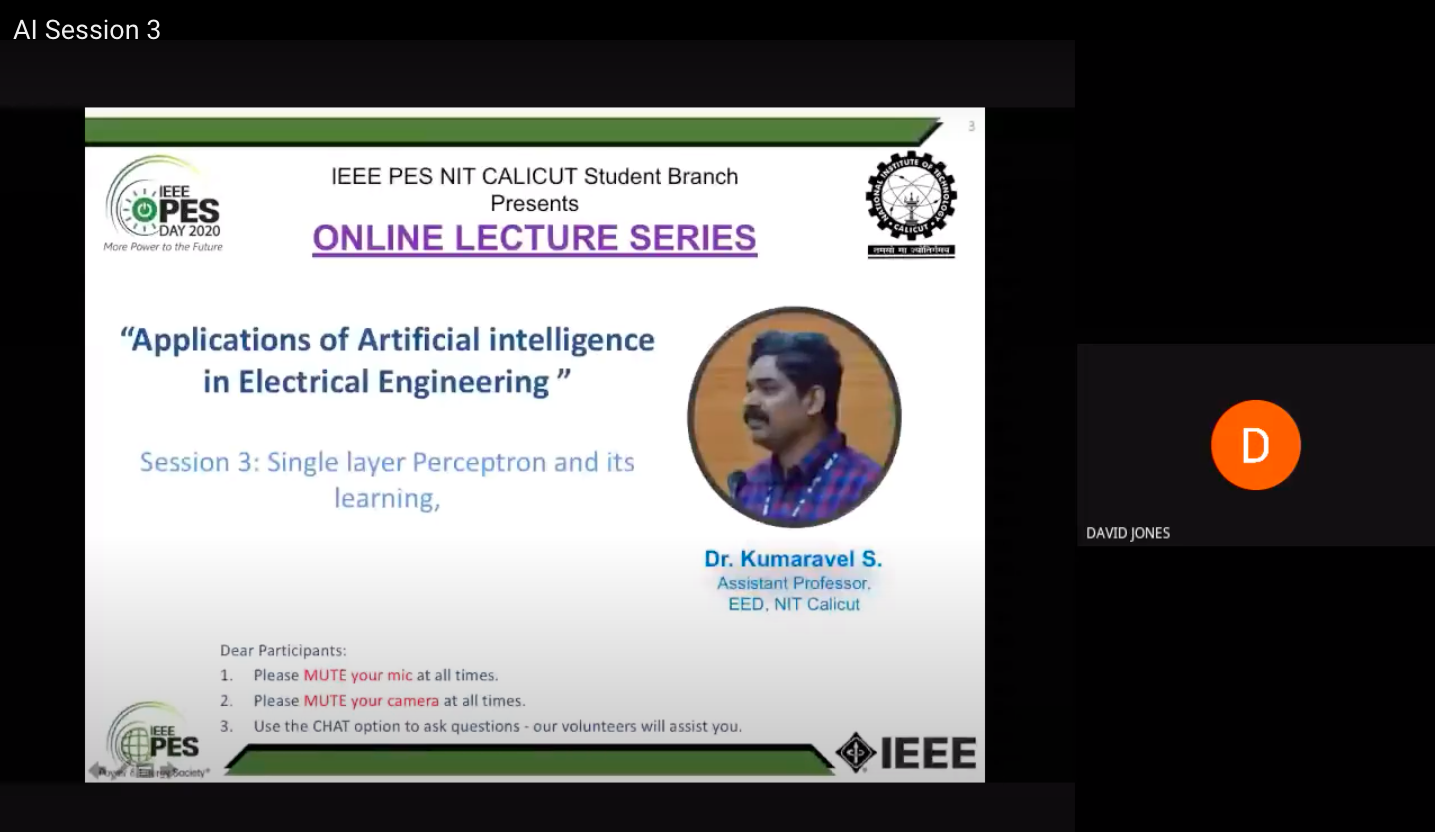 AI Session 3
3
IEEE
PES
DAY 2020
More Power to the Future
IEEE PES NIT CALICUT Student Branch
Presents
ONLINE LECTURE SERIES
NATIONAL INSTITUTE OF TECHNOLOGY
CALICUT
तमसो मा ज्योतिर्गमय
“Applications of Artificial intelligence
in Electrical Engineering ”
Session 3: Single layer Perceptron and its
learning,
Dr. Kumaravel S.
Assistant Professor,
EED, NIT Calicut
Dear Participants:
1. Please MUTE your mic at all times.
2. Please MUTE your camera at all times.
3. Use the CHAT option to ask questions - our volunteers will assist you.
IEEE
PES
Power & Energy Society®
IEEE
D
DAVID JONES